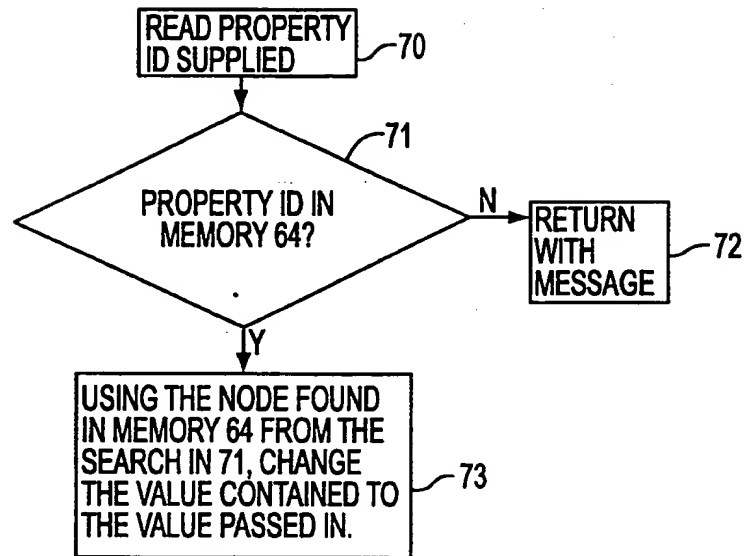 READ PROPERTY
ID SUPPLIED
70
71
PROPERTY ID IN
MEMORY 64?
N
RETURN
WITH
MESSAGE
72
Y
USING THE NODE FOUND
IN MEMORY 64 FROM THE
SEARCH IN 71, CHANGE
THE VALUE CONTAINED TO
THE VALUE PASSED IN.
73